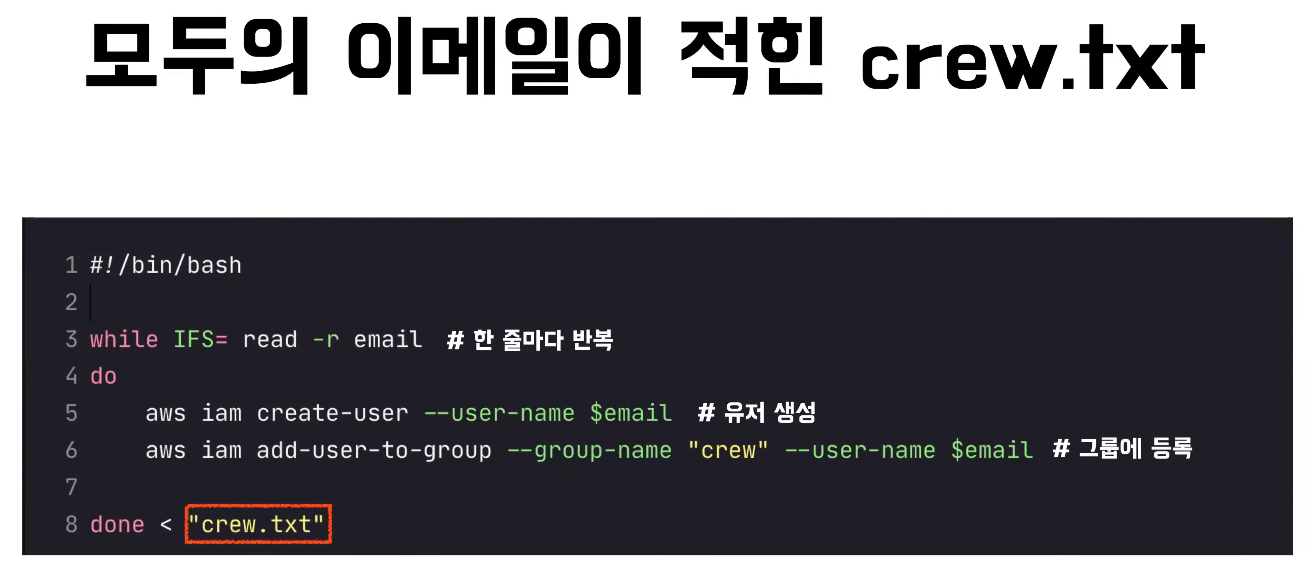 모두의 이메일이 적힌 crew.txt
1 #!/bin/bash
2
3 while IFS= read -r email # 한 줄마다 반복
4 do
5     aws iam create-user --user-name $email # 유저 생성
6     aws iam add-user-to-group --group-name "crew" --user-name $email # 그룹에 등록
7
8 done < "crew.txt"